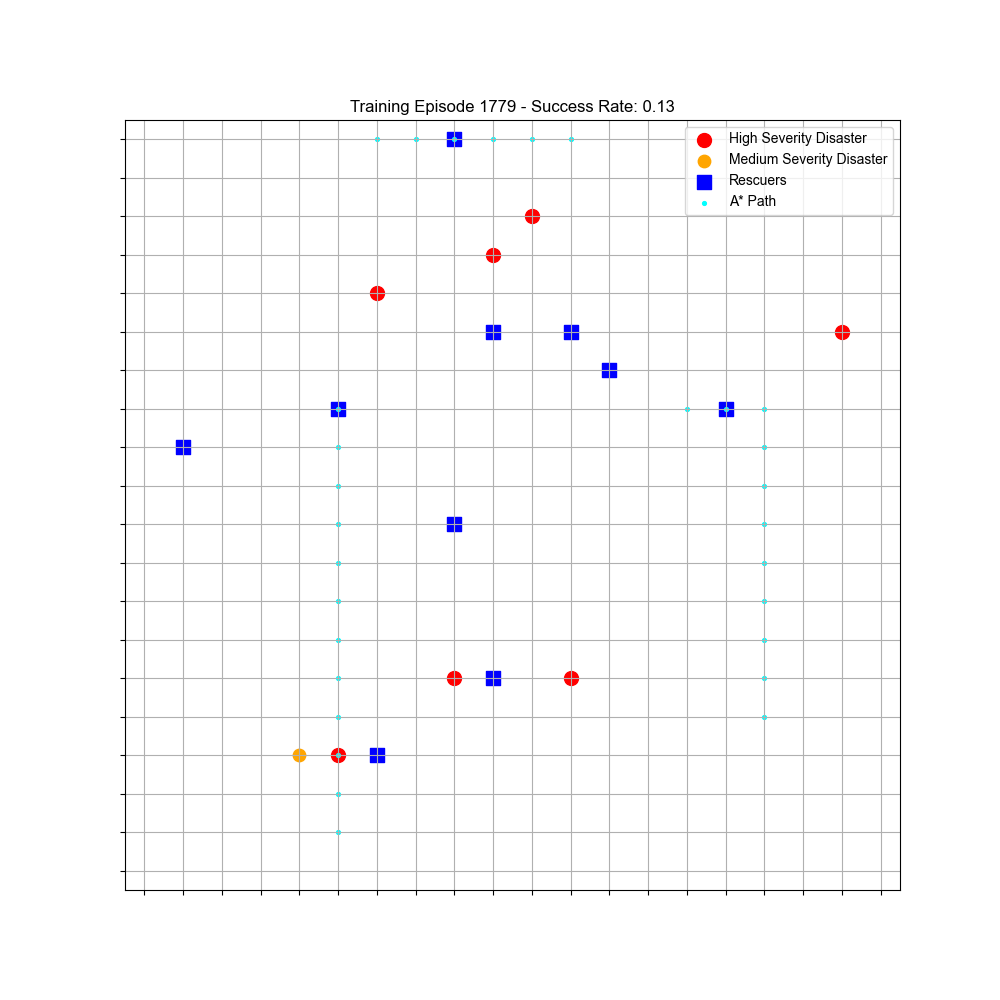 Training Episode 1779 - Success Rate: 0.13
High Severity Disaster
Medium Severity Disaster
Rescuers
A* Path